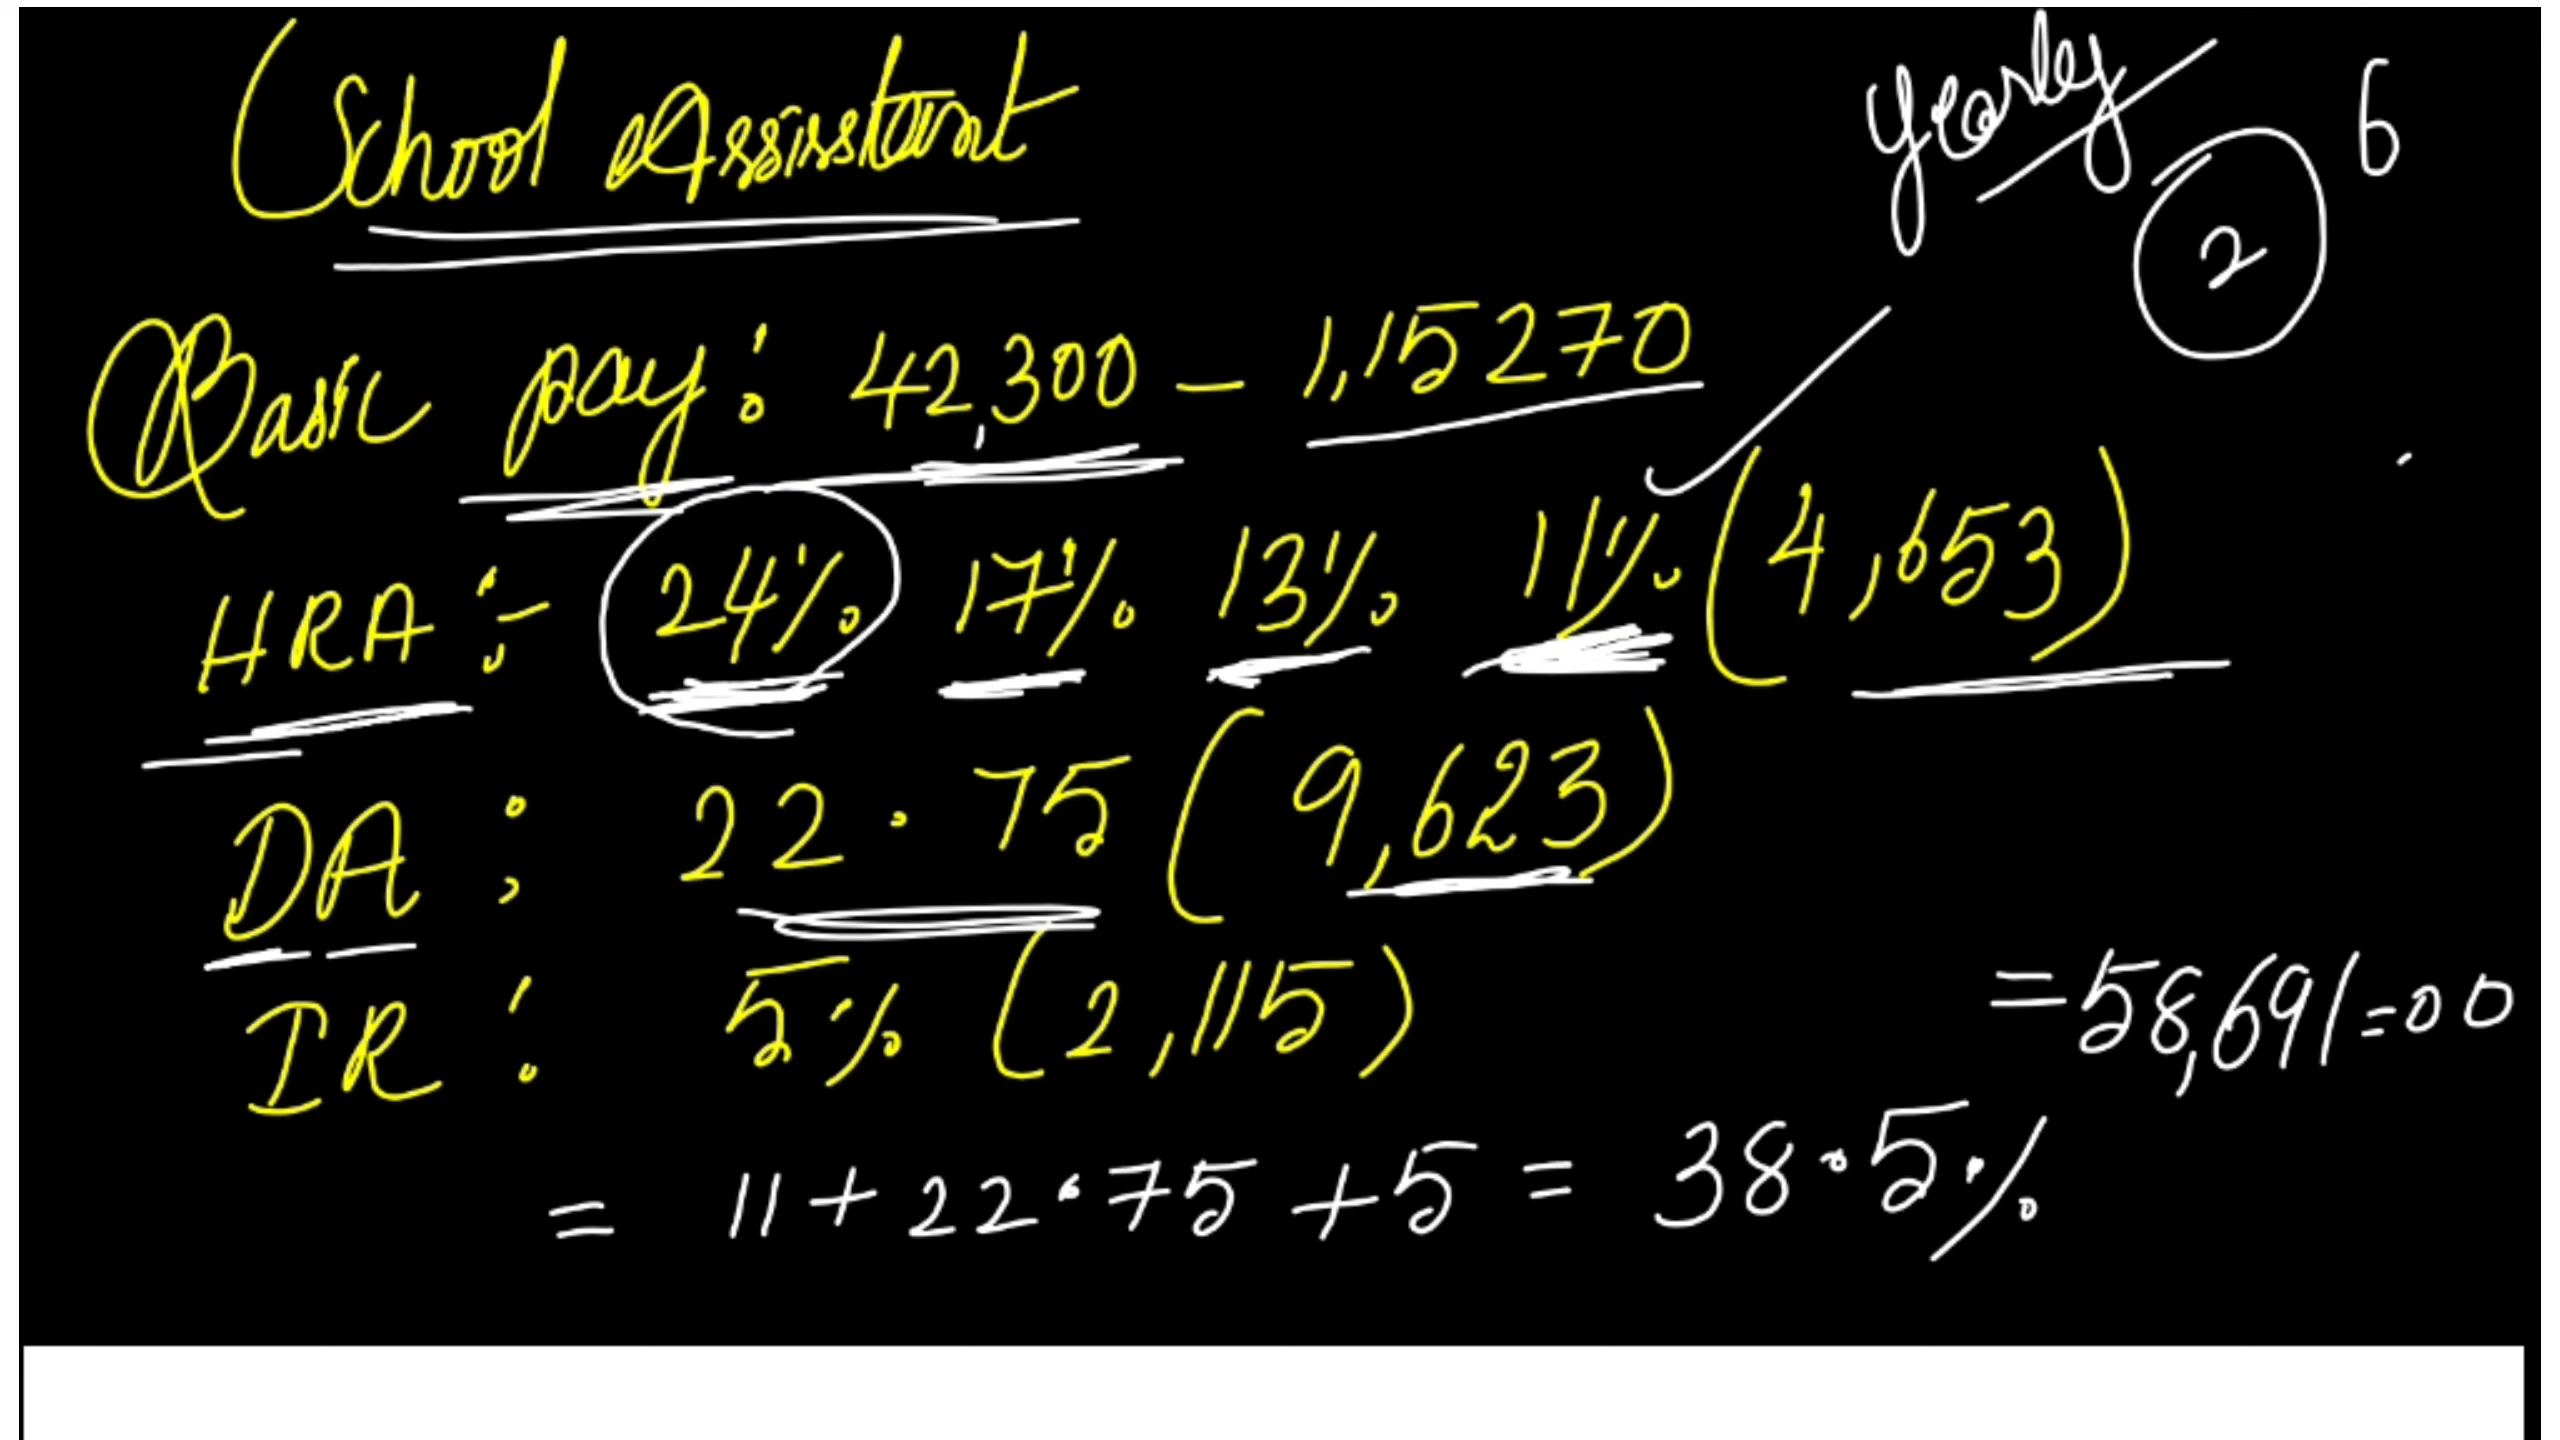 School Assisstant
Yearly 6
2
Basic pay: 42,300 - 1,15270
HRA :- 24% 17% 13% 11% (4,653)
DA : 22.75 (9,623)
IR : 5% (2,115)
= 58,691=00
= 11 + 22.75 + 5 = 38.5%